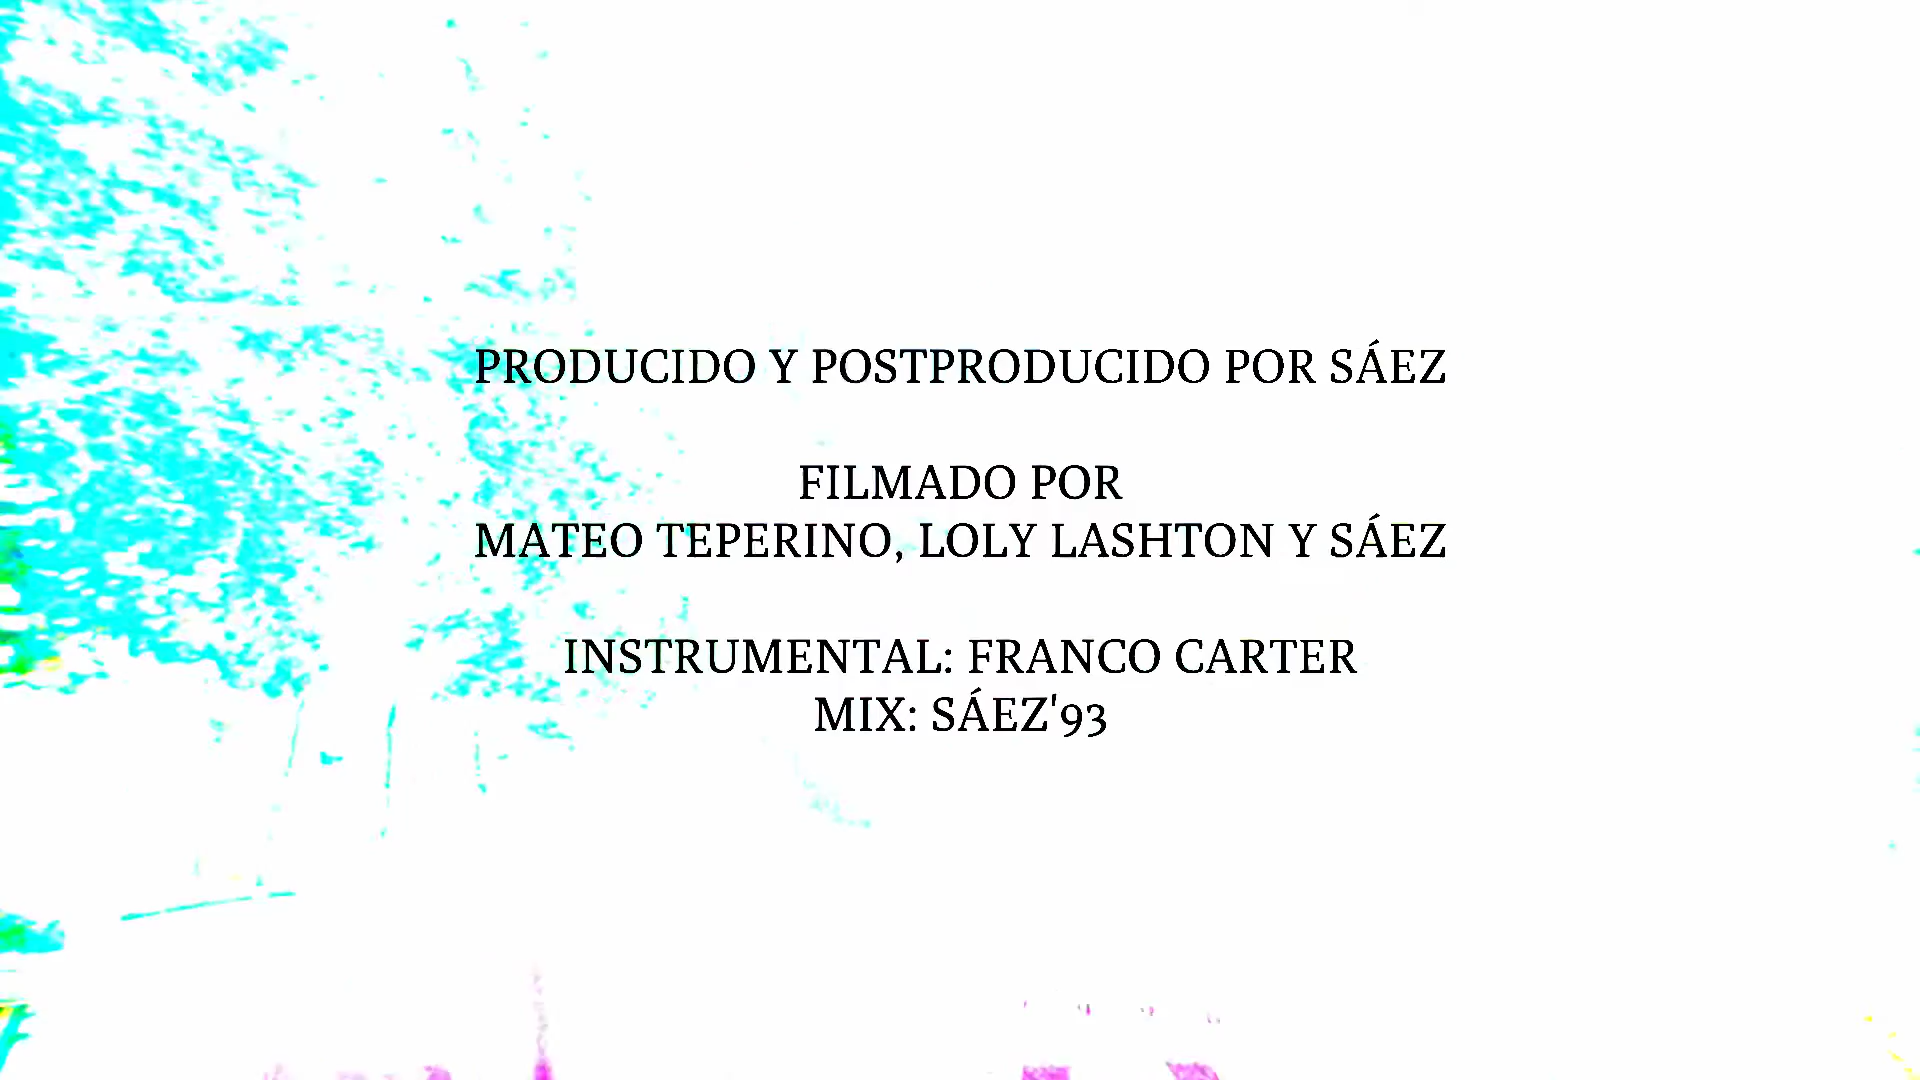 PRODUCIDO Y POSTPRODUCIDO POR SÁEZ
FILMADO POR
MATEO TEPERINO, LOLY LASHTON Y SÁEZ
INSTRUMENTAL: FRANCO CARTER
MIX: SÁEZ'93